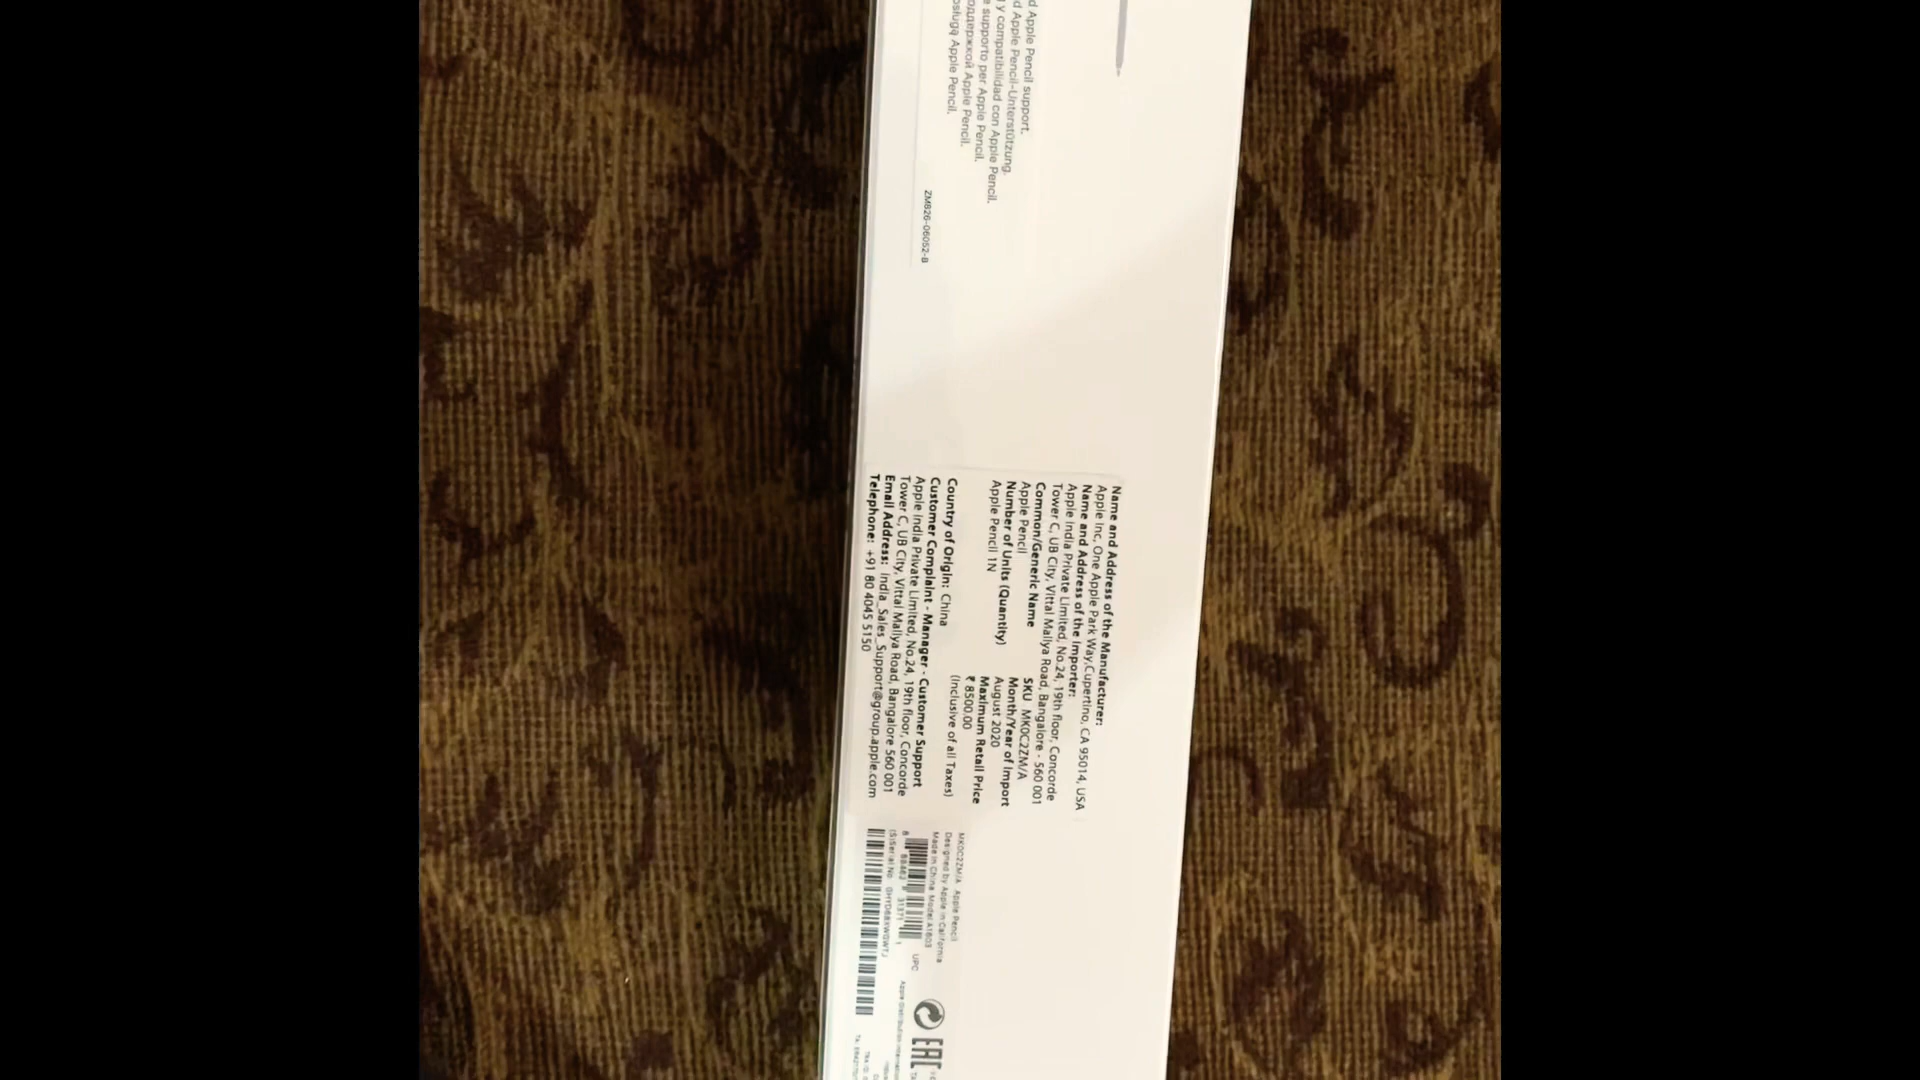 d Apple Pencil support.
d Apple Pencil-Unterstützung.
y compatibilidad con Apple Pencil.
e supporto per Apple Pencil.
оддержкой Apple Pencil.
bsługą Apple Pencil.
ZM826-06052-B
Name and Address of the Manufacturer:
Apple Inc, One Apple Park Way,Cupertino, CA 95014, USA
Name and Address of the Importer:
Apple India Private Limited, No.24, 19th floor, Concorde
Tower C, UB City, Vittal Mallya Road, Bangalore - 560 001
Common/Generic Name
Apple Pencil
Number of Units (Quantity)
Apple Pencil 1N
SKU MK0C2ZM/A
Month/Year of Import
August 2020
Maximum Retail Price
₹ 8500.00
(Inclusive of all Taxes)
Country of Origin: China
Customer Complaint - Manager - Customer Support
Apple India Private Limited, No.24, 19th floor, Concorde
Tower C, UB City, Vittal Mallya Road, Bangalore 560 001
Email Address: India_Sales_Support@group.apple.com
Telephone: +91 80 4045 5150
MK0C2ZM/A Apple Pencil
Designed by Apple in California
Made in China Model A1603
UPC
(S)Serial No.
Apple Distribution International
EAC